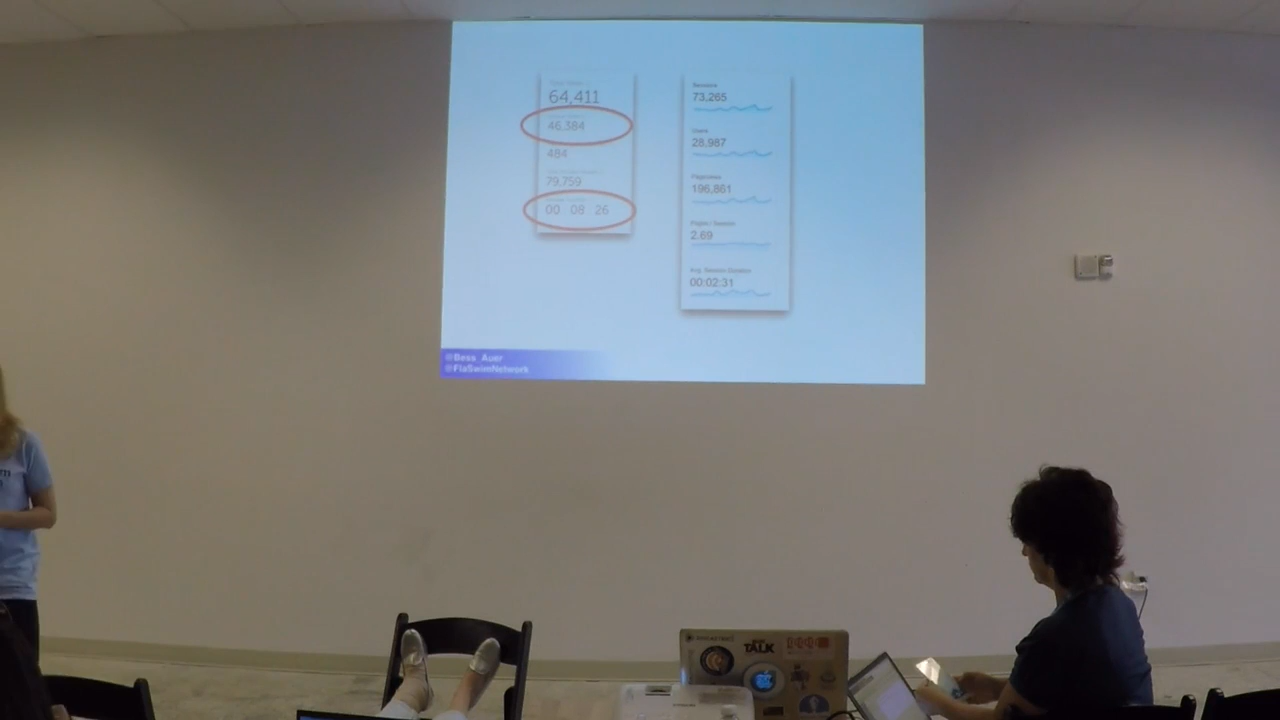 64,411
46,384
484
79,759
00 : 08 : 26
Sessions
73,265
Users
28,987
Pageviews
196,861
Pages / Session
2.69
Avg. Session Duration
00:02:31
@Bess_Auer
@FlaSwimNetwork
TALK